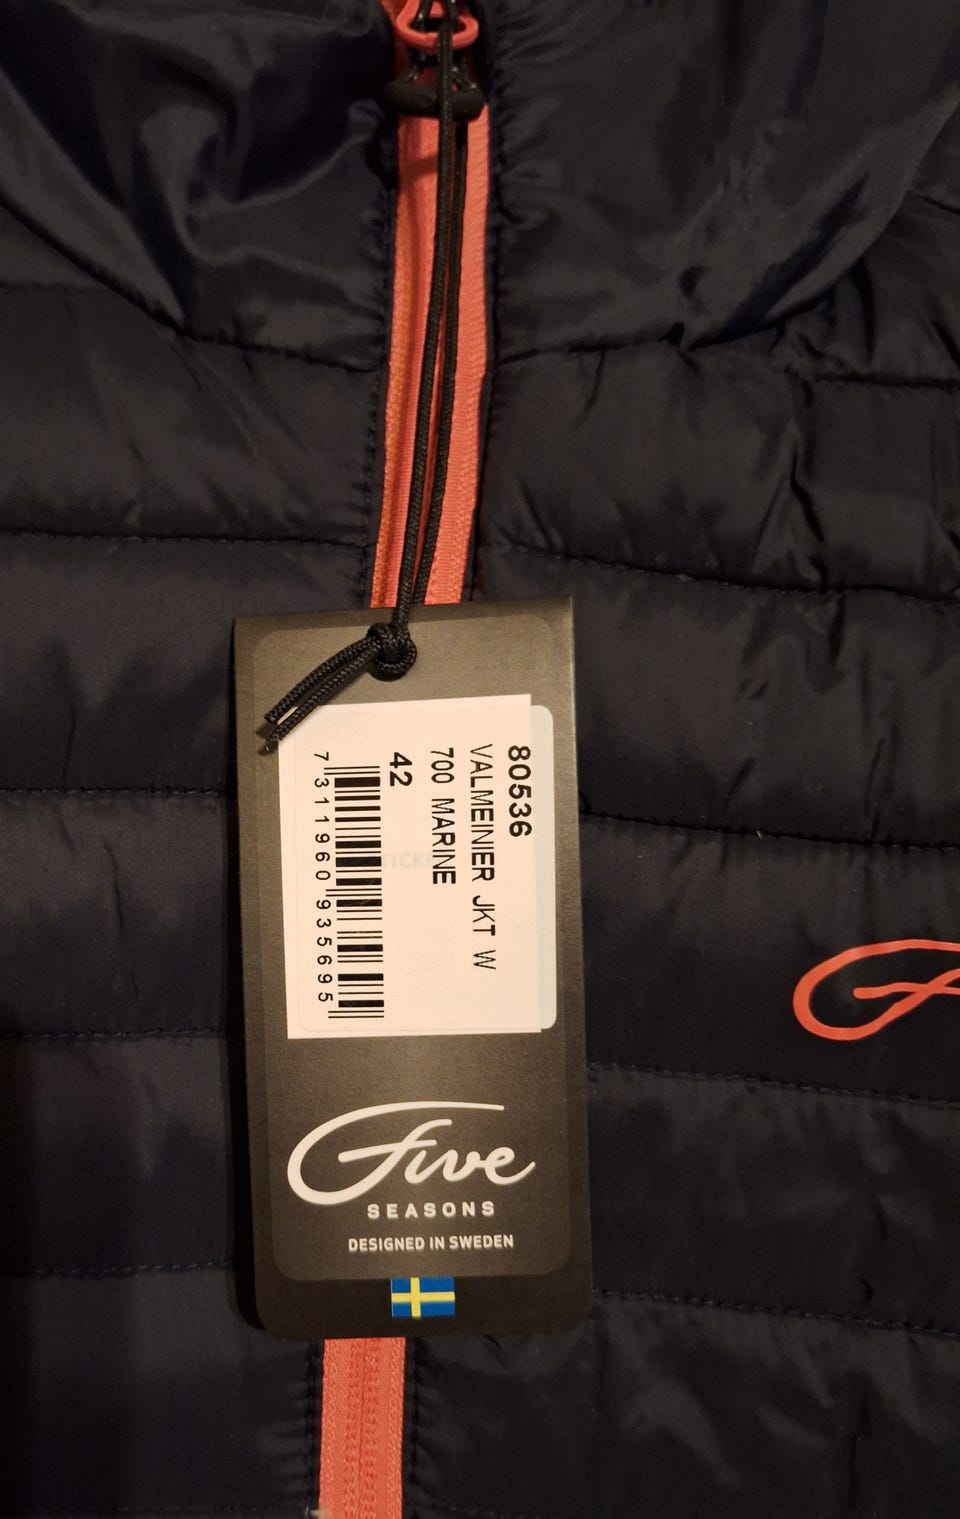 80536
VALMEINIER JKT W
700 MARINE
42
7 311960 935695
Five
SEASONS
DESIGNED IN SWEDEN